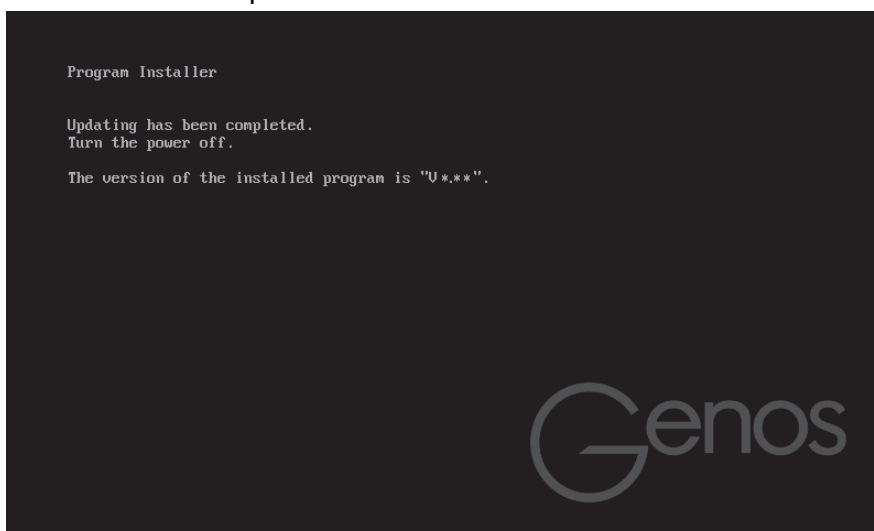 Program Installer
Updating has been completed.
Turn the power off.
The version of the installed program is "V*.**".
Genos